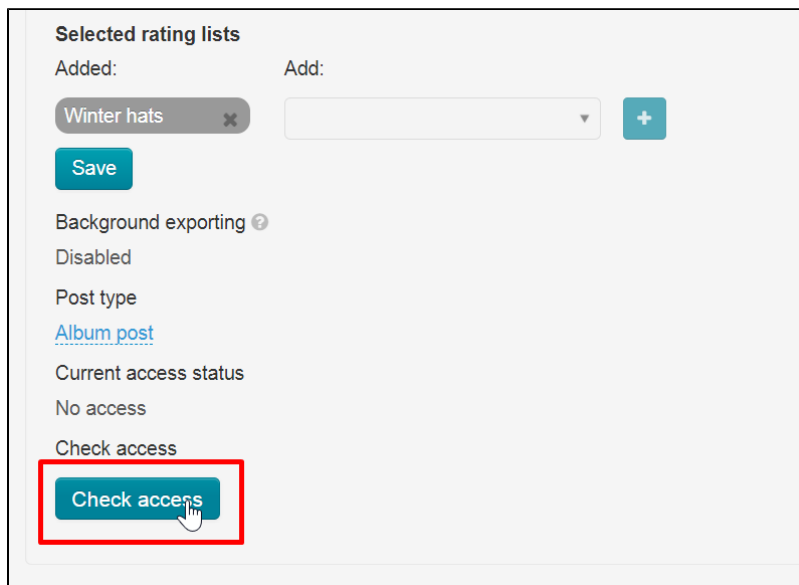 Selected rating lists
Added: Add:
Winter hats
Save
Background exporting
Disabled
Post type
Album post
Current access status
No access
Check access
Check access